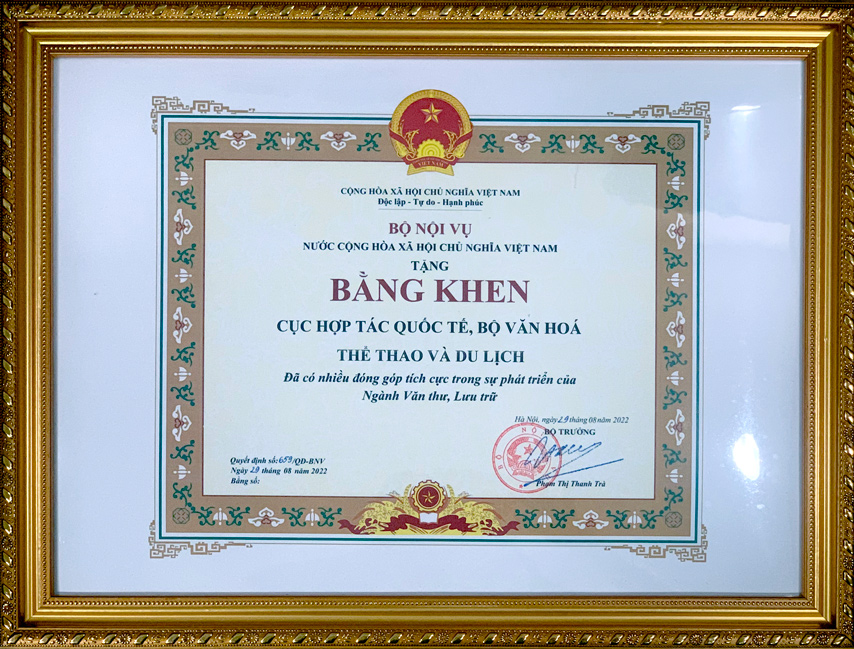 VIỆT NAM
CỘNG HÒA XÃ HỘI CHỦ NGHĨA VIỆT NAM
Độc lập - Tự do - Hạnh phúc
BỘ NỘI VỤ
NƯỚC CỘNG HÒA XÃ HỘI CHỦ NGHĨA VIỆT NAM
TẶNG
BẰNG KHEN
CỤC HỢP TÁC QUỐC TẾ, BỘ VĂN HOÁ
THỂ THAO VÀ DU LỊCH
Đã có nhiều đóng góp tích cực trong sự phát triển của
Ngành Văn thư, Lưu trữ
Hà Nội, ngày 29 tháng 08 năm 2022
BỘ TRƯỞNG
Quyết định số: 659/QĐ-BNV
Ngày 29 tháng 08 năm 2022
Bằng số:
Phạm Thị Thanh Trà